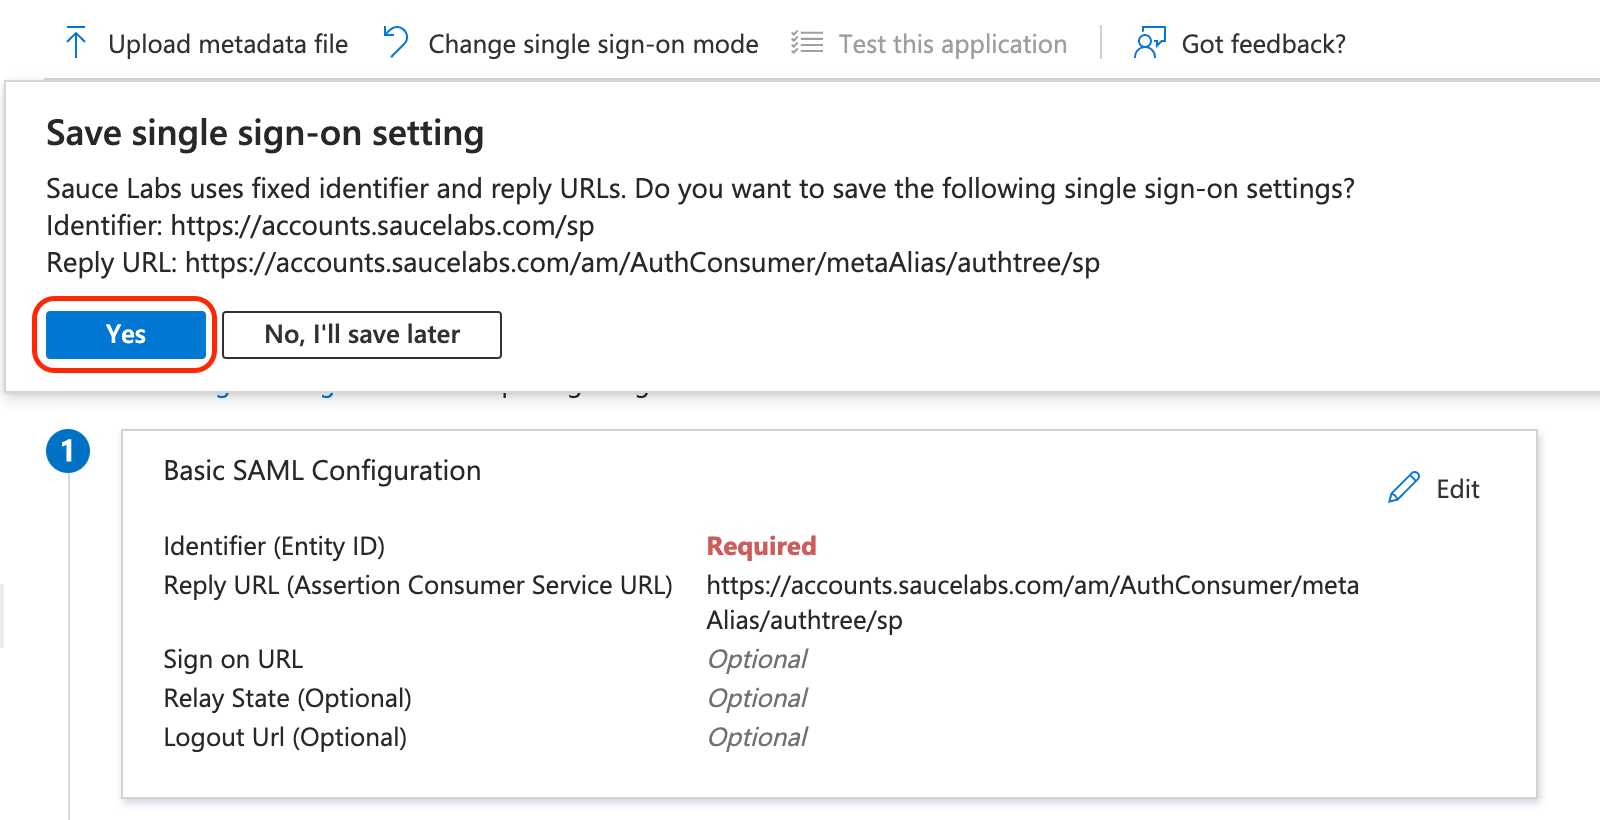 Upload metadata file Change single sign-on mode Test this application Got feedback?
Save single sign-on setting
Sauce Labs uses fixed identifier and reply URLs. Do you want to save the following single sign-on settings?
Identifier: https://accounts.saucelabs.com/sp
Reply URL: https://accounts.saucelabs.com/am/AuthConsumer/metaAlias/authtree/sp
Yes No, I'll save later
1
Basic SAML Configuration
Edit
Identifier (Entity ID) Required
Reply URL (Assertion Consumer Service URL) https://accounts.saucelabs.com/am/AuthConsumer/meta
Alias/authtree/sp
Sign on URL Optional
Relay State (Optional) Optional
Logout Url (Optional) Optional